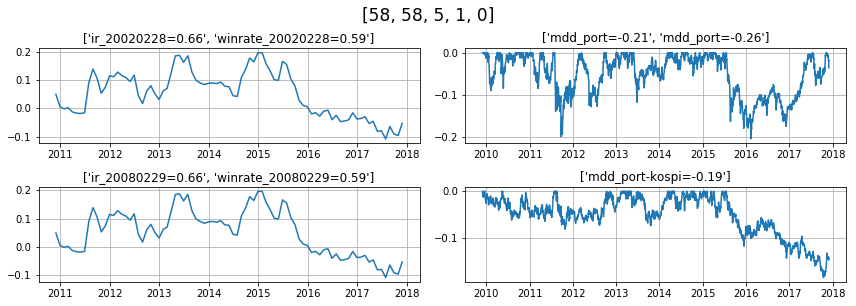 [58, 58, 5, 1, 0]
['ir_20020228=0.66', 'winrate_20020228=0.59']
0.2
0.1
0.0
−0.1
2011 2012 2013 2014 2015 2016 2017 2018
['mdd_port=-0.21', 'mdd_port=-0.26']
0.0
−0.1
−0.2
2010 2011 2012 2013 2014 2015 2016 2017 2018
['ir_20080229=0.66', 'winrate_20080229=0.59']
0.2
0.1
0.0
−0.1
2011 2012 2013 2014 2015 2016 2017 2018
['mdd_port-kospi=-0.19']
0.0
−0.1
2010 2011 2012 2013 2014 2015 2016 2017 2018